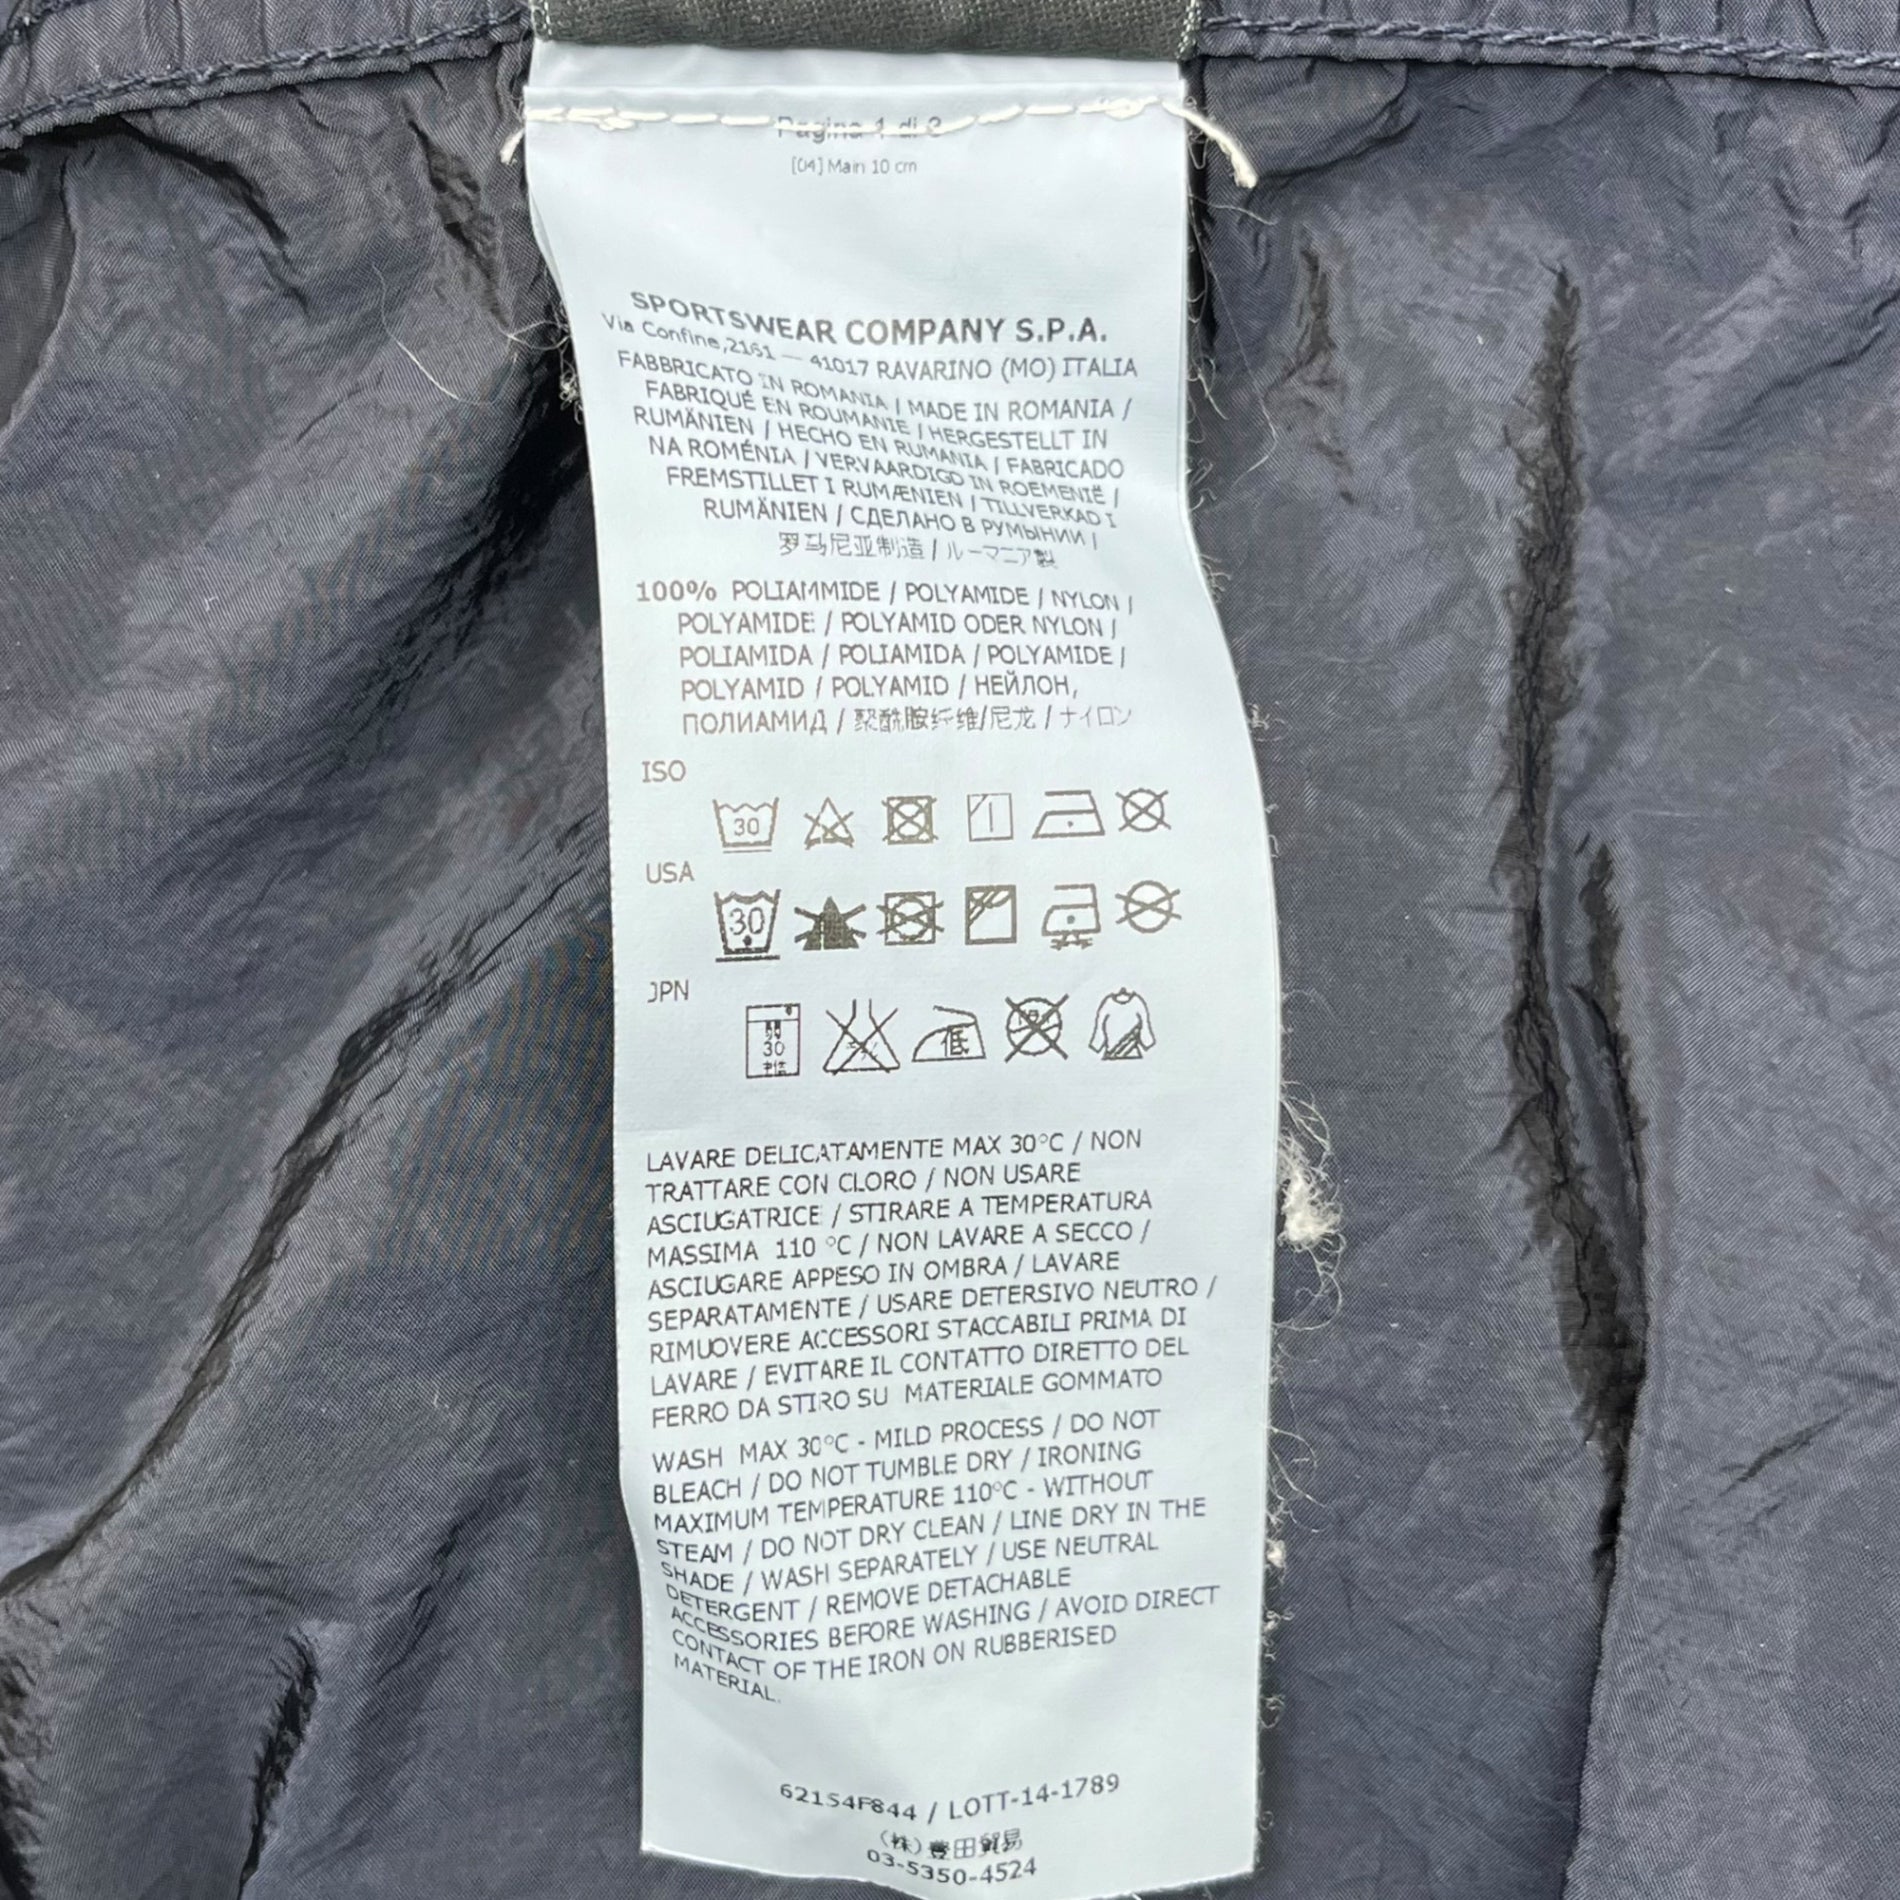 Pagina 1 di 3
[04] Main 10 cm
SPORTSWEAR COMPANY S.P.A.
Via Confine,2161 — 41017 RAVARINO (MO) ITALIA
FABBRICATO IN ROMANIA / MADE IN ROMANIA /
FABRIQUÉ EN ROUMANIE / HERGESTELLT IN
RUMÄNIEN / HECHO EN RUMANIA / FABRICADO
NA ROMÉNIA / VERVAARDIGD IN ROEMENIË /
FREMSTILLET I RUMÆNIEN / TILLVERKAD I
RUMÄNIEN / СДЕЛАНО В РУМЫНИИ /
罗马尼亚制造 / ルーマニア製
100% POLIAMMIDE / POLYAMIDE / NYLON /
POLYAMIDE / POLYAMID ODER NYLON /
POLIAMIDA / POLIAMIDA / POLYAMIDE /
POLYAMID / POLYAMID / НЕЙЛОН,
ПОЛИАМИД / 聚酰胺纤维/尼龙 / ナイロン
ISO
30
USA
30
JPN
弱
30
中性
低
LAVARE DELICATAMENTE MAX 30°C / NON
TRATTARE CON CLORO / NON USARE
ASCIUGATRICE / STIRARE A TEMPERATURA
MASSIMA 110 °C / NON LAVARE A SECCO /
ASCIUGARE APPESO IN OMBRA / LAVARE
SEPARATAMENTE / USARE DETERSIVO NEUTRO /
RIMUOVERE ACCESSORI STACCABILI PRIMA DI
LAVARE / EVITARE IL CONTATTO DIRETTO DEL
FERRO DA STIRO SU MATERIALE GOMMATO
WASH MAX 30°C - MILD PROCESS / DO NOT
BLEACH / DO NOT TUMBLE DRY / IRONING
MAXIMUM TEMPERATURE 110°C - WITHOUT
STEAM / DO NOT DRY CLEAN / LINE DRY IN THE
SHADE / WASH SEPARATELY / USE NEUTRAL
DETERGENT / REMOVE DETACHABLE
ACCESSORIES BEFORE WASHING / AVOID DIRECT
CONTACT OF THE IRON ON RUBBERISED
MATERIAL.
62154F844 / LOTT-14-1789
(株)豊田貿易
03-5350-4524